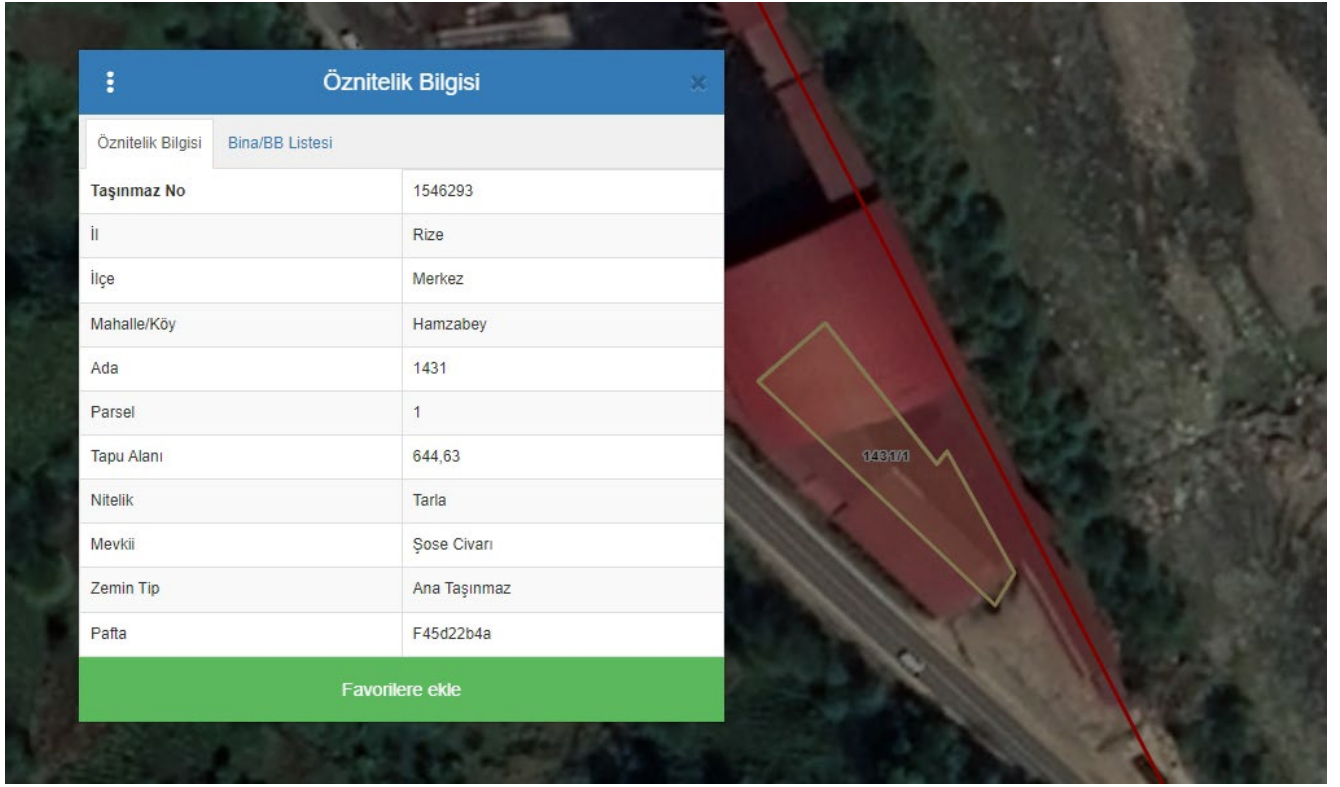 Öznitelik Bilgisi
Öznitelik Bilgisi Bina/BB Listesi
Taşınmaz No 1546293
İl Rize
İlçe Merkez
Mahalle/Köy Hamzabey
Ada 1431
Parsel 1
Tapu Alanı 644,63
Nitelik Tarla
Mevkii Şose Civarı
Zemin Tip Ana Taşınmaz
Pafta F45d22b4a
Favorilere ekle
1431/1